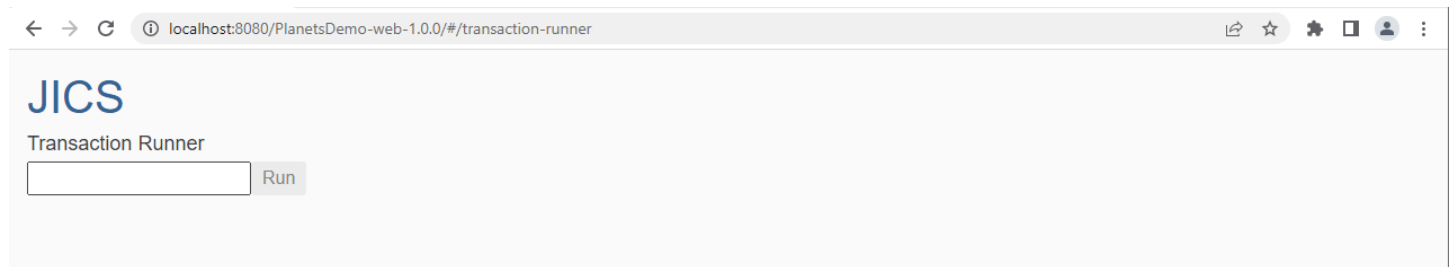 localhost:8080/PlanetsDemo-web-1.0.0/#/transaction-runner
JICS
Transaction Runner
Run